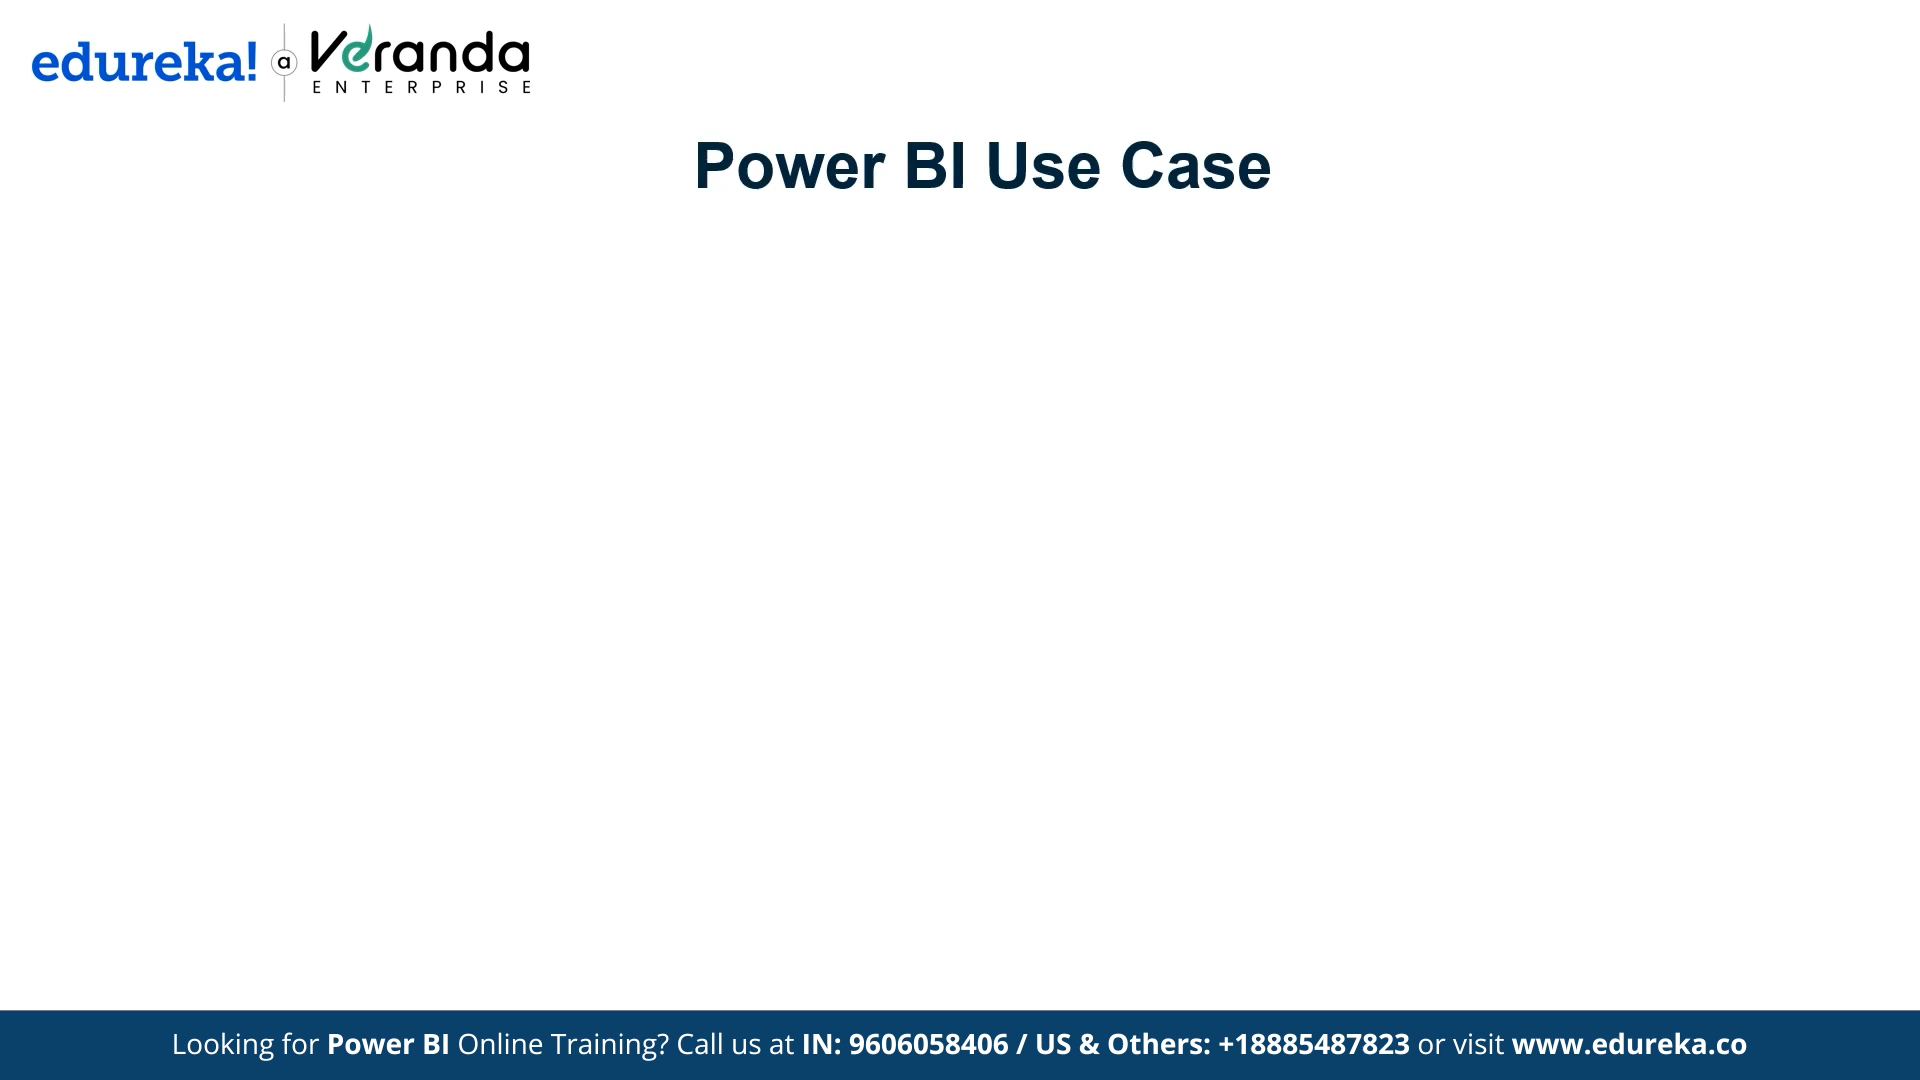 edureka! a Veranda
ENTERPRISE
Power BI Use Case
Looking for Power BI Online Training? Call us at IN: 9606058406 / US & Others: +18885487823 or visit www.edureka.co